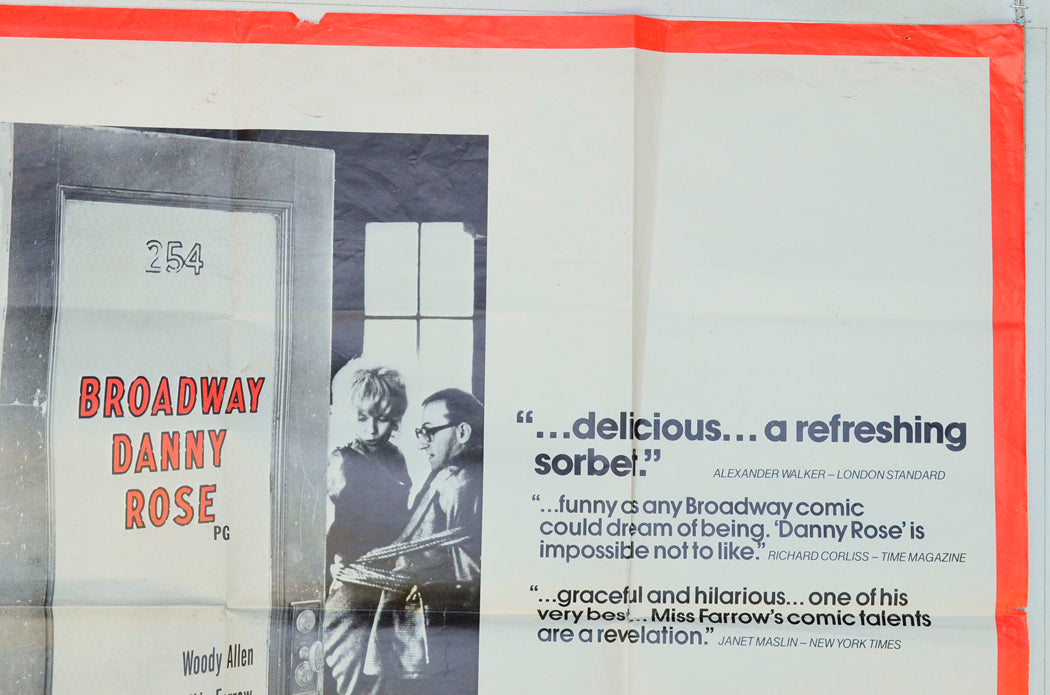 254
BROADWAY
DANNY
ROSE
PG
Woody Allen
Farrow
“...delicious... a refreshing
sorbet.”
ALEXANDER WALKER – LONDON STANDARD
“...funny as any Broadway comic
could dream of being. ‘Danny Rose’ is
impossible not to like.” RICHARD CORLISS – TIME MAGAZINE
“...graceful and hilarious... one of his
very best... Miss Farrow’s comic talents
are a revelation.” JANET MASLIN – NEW YORK TIMES